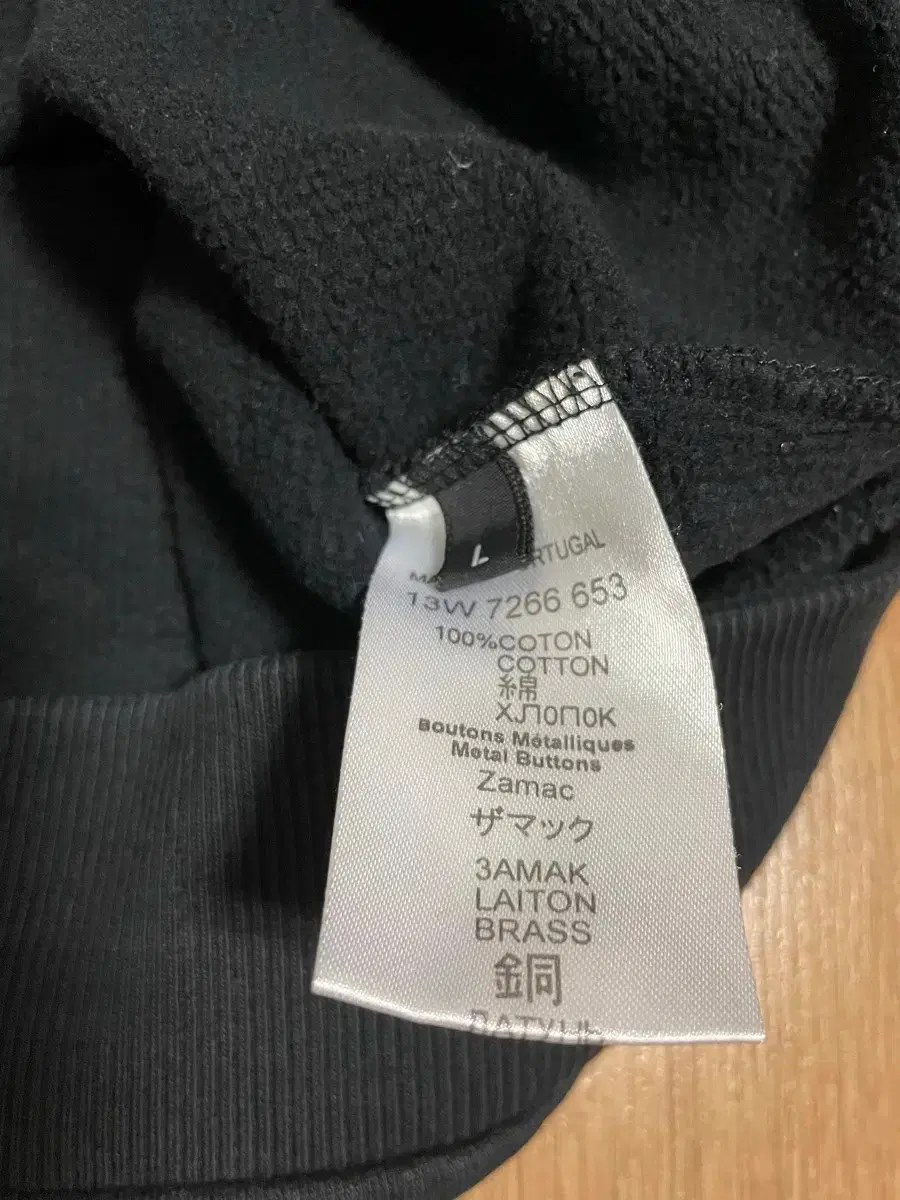 L
MA RTUGAL
13W 7266 653
100%COTON
COTTON
綿
ХЛОПОК
Boutons Métalliques
Metal Buttons
Zamac
ザマック
ЗАМАК
LAITON
BRASS
銅